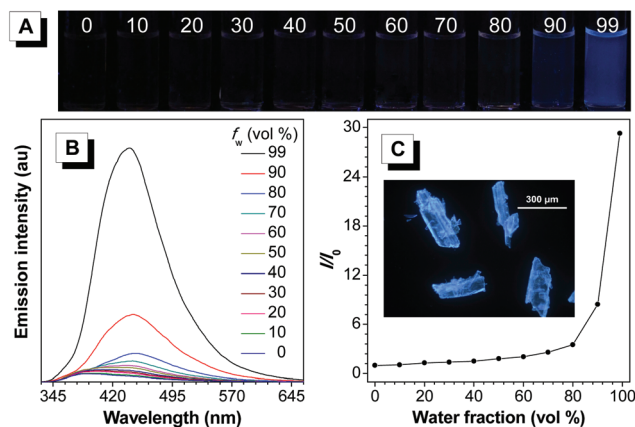 A
0 10 20 30 40 50 60 70 80 90 99
B
fw (vol %)
99
90
80
70
60
50
40
30
20
10
0
Emission intensity (au)
345 420 495 570 645
Wavelength (nm)
C
300 µm
I/I0
30
24
18
12
6
0
0 20 40 60 80 100
Water fraction (vol %)